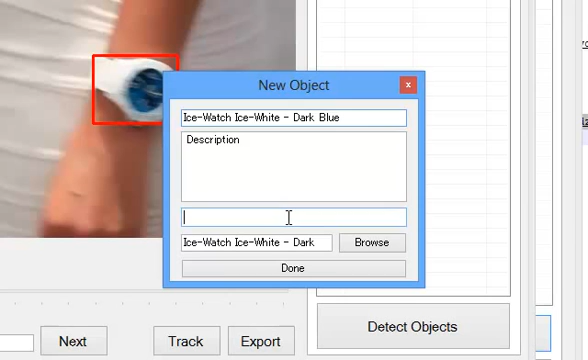 New Object
x
Ice-Watch Ice-White - Dark Blue
Description
Ice-Watch Ice-White - Dark
Browse
Done
Next
Track
Export
Detect Objects